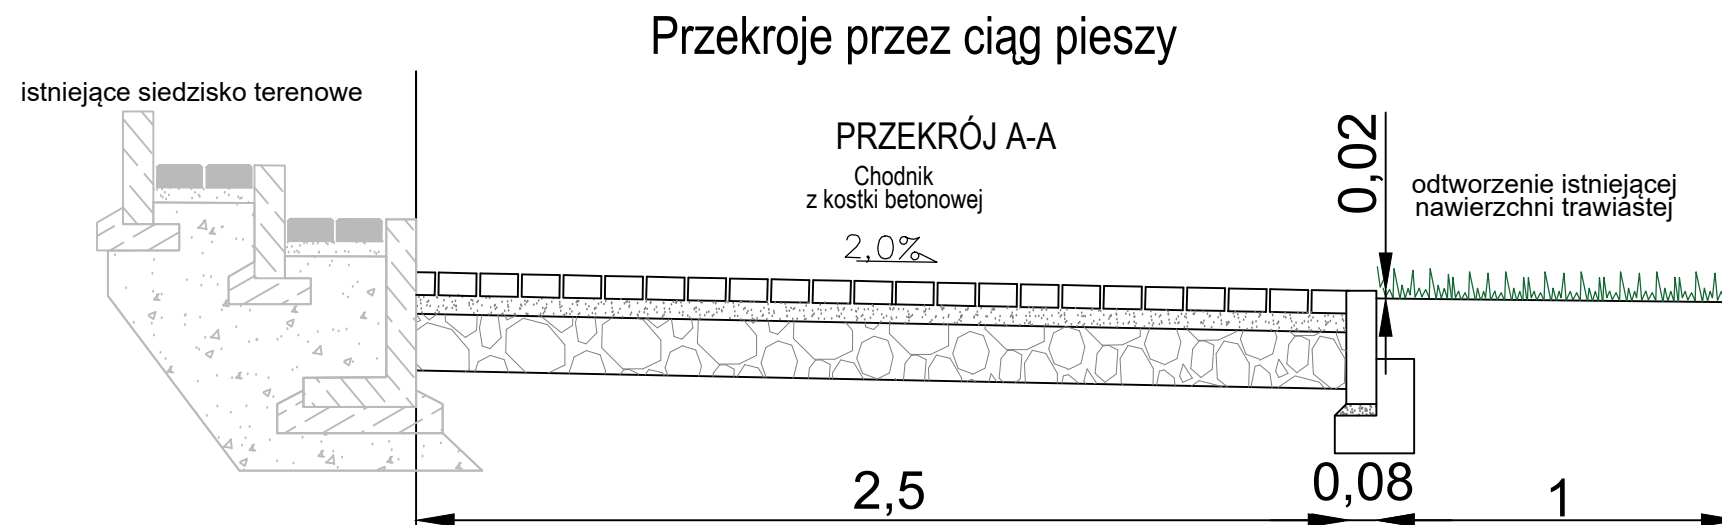 Przekroje przez ciąg pieszy
istniejące siedzisko terenowe
PRZEKRÓJ A-A
Chodnik
z kostki betonowej
2,0%
0,02
odtworzenie istniejącej
nawierzchni trawiastej
2,5
0,08
1